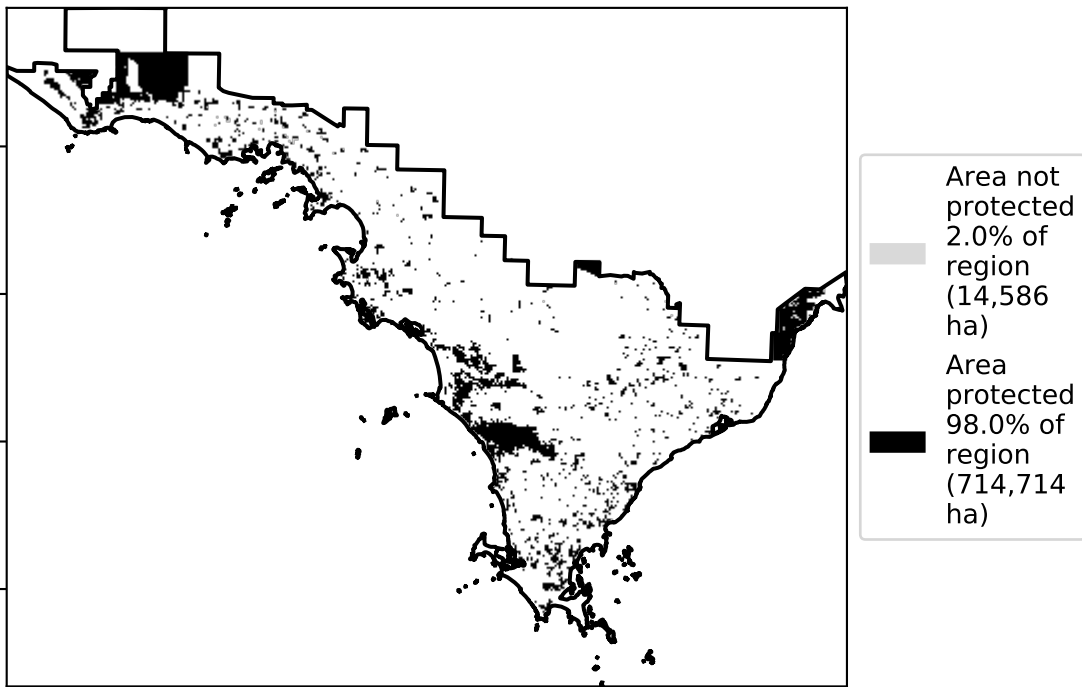 Area not
protected
2.0% of
region
(14,586
ha)
Area
protected
98.0% of
region
(714,714
ha)